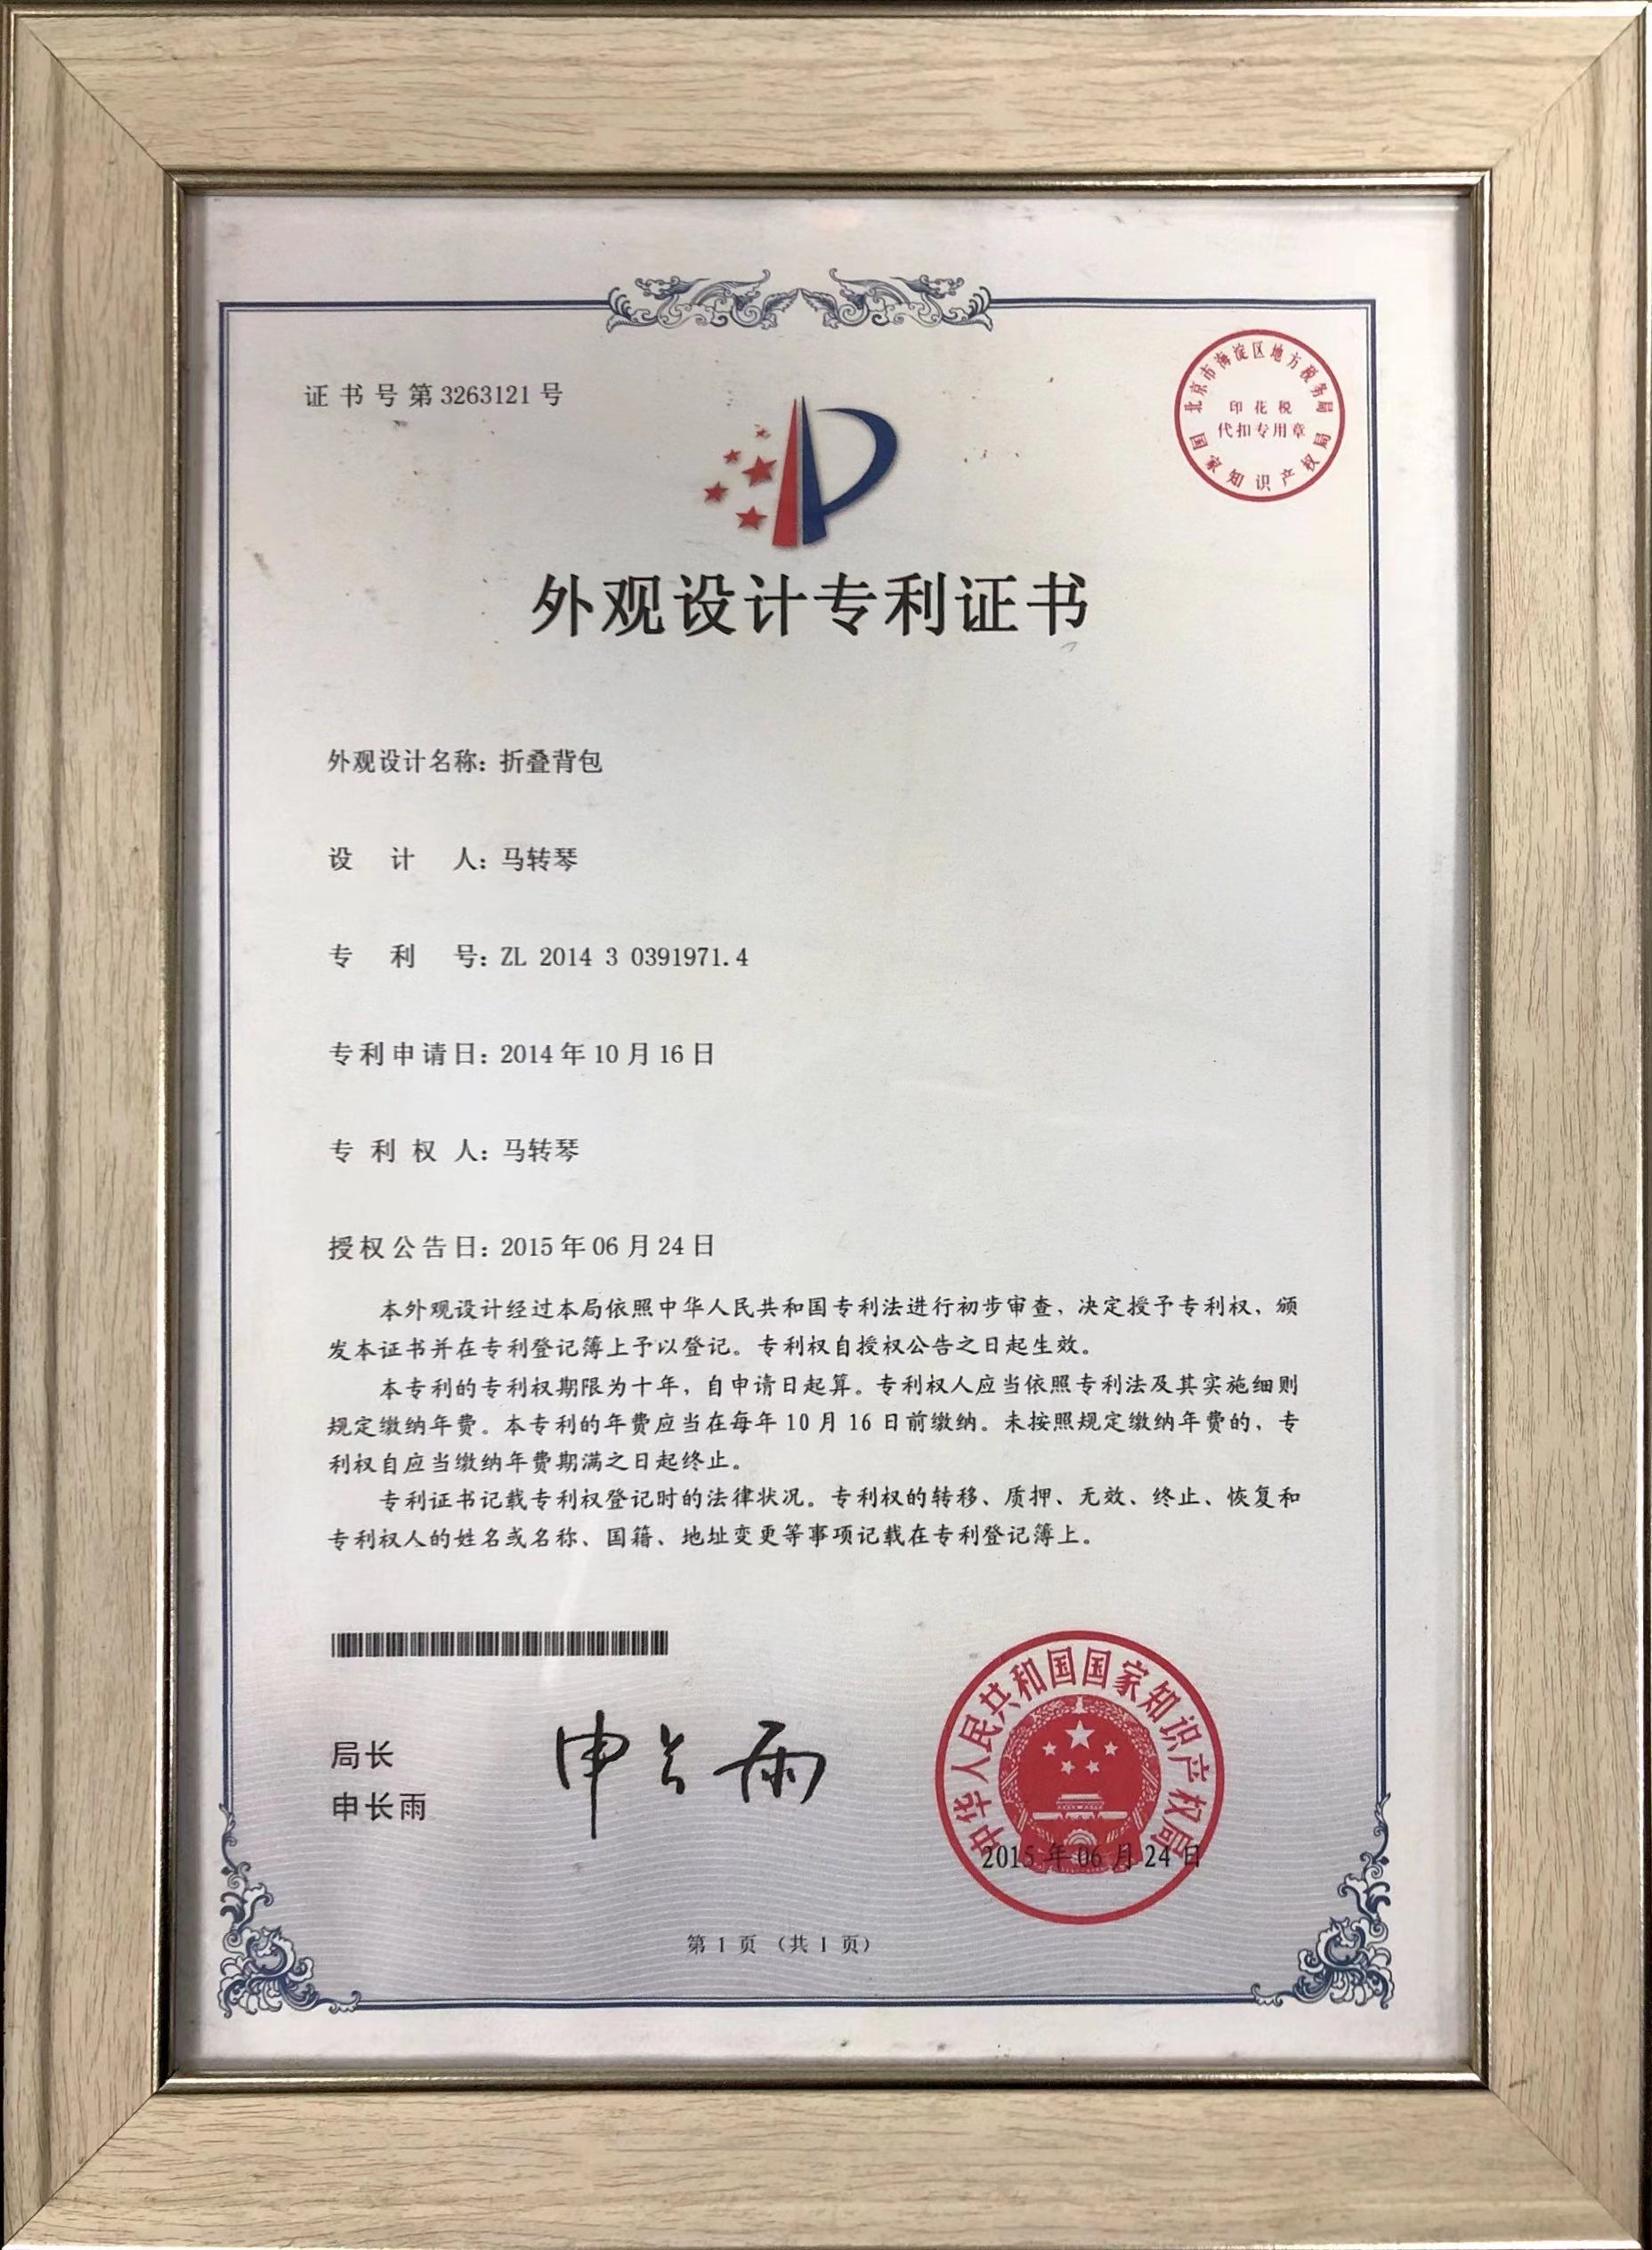 证书号第3263121号
北京市海淀区地方税务局
印花税
代扣专用章
国家知识产权局
外观设计专利证书
外观设计名称：折叠背包
设计人：马转琴
专利号：ZL 2014 3 0391971.4
专利申请日：2014年10月16日
专利权人：马转琴
授权公告日：2015年06月24日
本外观设计经过本局依照中华人民共和国专利法进行初步审查，决定授予专利权，颁
发本证书并在专利登记簿上予以登记。专利权自授权公告之日起生效。
本专利的专利权期限为十年，自申请日起算。专利权人应当依照专利法及其实施细则
规定缴纳年费。本专利的年费应当在每年10月16日前缴纳。未按照规定缴纳年费的，专
利权自应当缴纳年费期满之日起终止。
专利证书记载专利权登记时的法律状况。专利权的转移、质押、无效、终止、恢复和
专利权人的姓名或名称、国籍、地址变更等事项记载在专利登记簿上。
局长
申长雨
申长雨
中华人民共和国国家知识产权局
2015年06月24日
第1页（共1页）